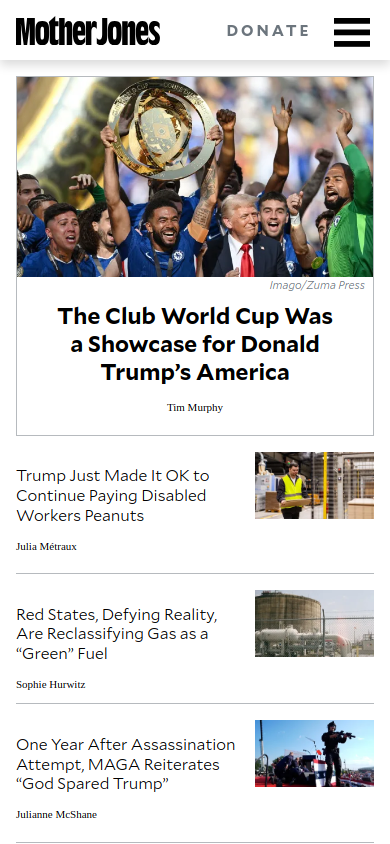 Mother Jones
DONATE
Imago/Zuma Press
The Club World Cup Was
a Showcase for Donald
Trump’s America
Tim Murphy
Trump Just Made It OK to
Continue Paying Disabled
Workers Peanuts
Julia Métraux
Red States, Defying Reality,
Are Reclassifying Gas as a
“Green” Fuel
Sophie Hurwitz
One Year After Assassination
Attempt, MAGA Reiterates
“God Spared Trump”
Julianne McShane